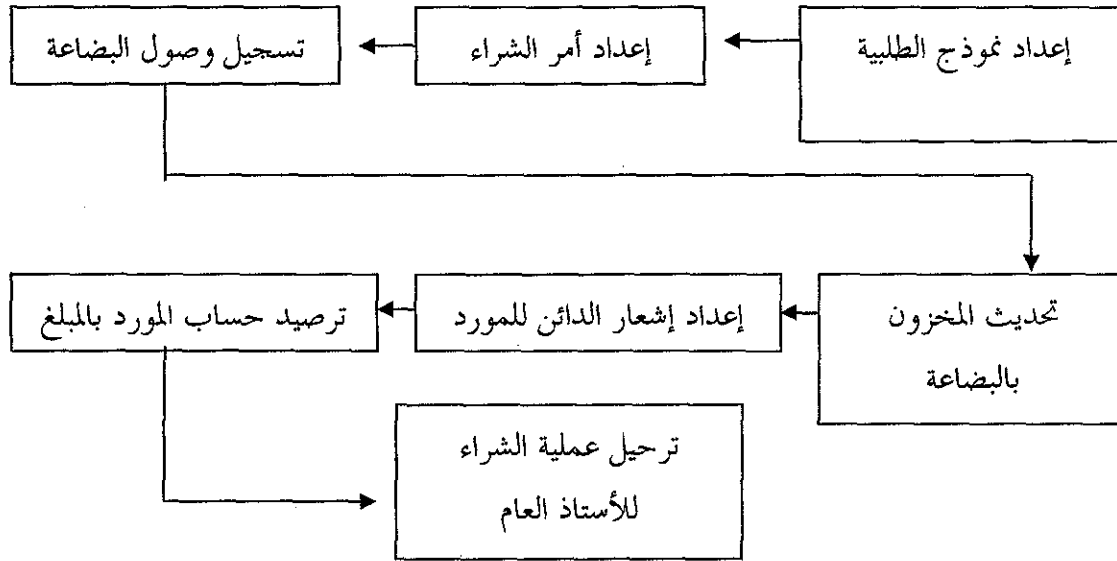 إعداد نموذج الطلبية
إعداد أمر الشراء
تسجيل وصول البضاعة
تحديث المخزون
بالبضاعة
إعداد إشعار الدائن للمورد
ترصيد حساب المورد بالمبلغ
ترحيل عملية الشراء
للأستاذ العام